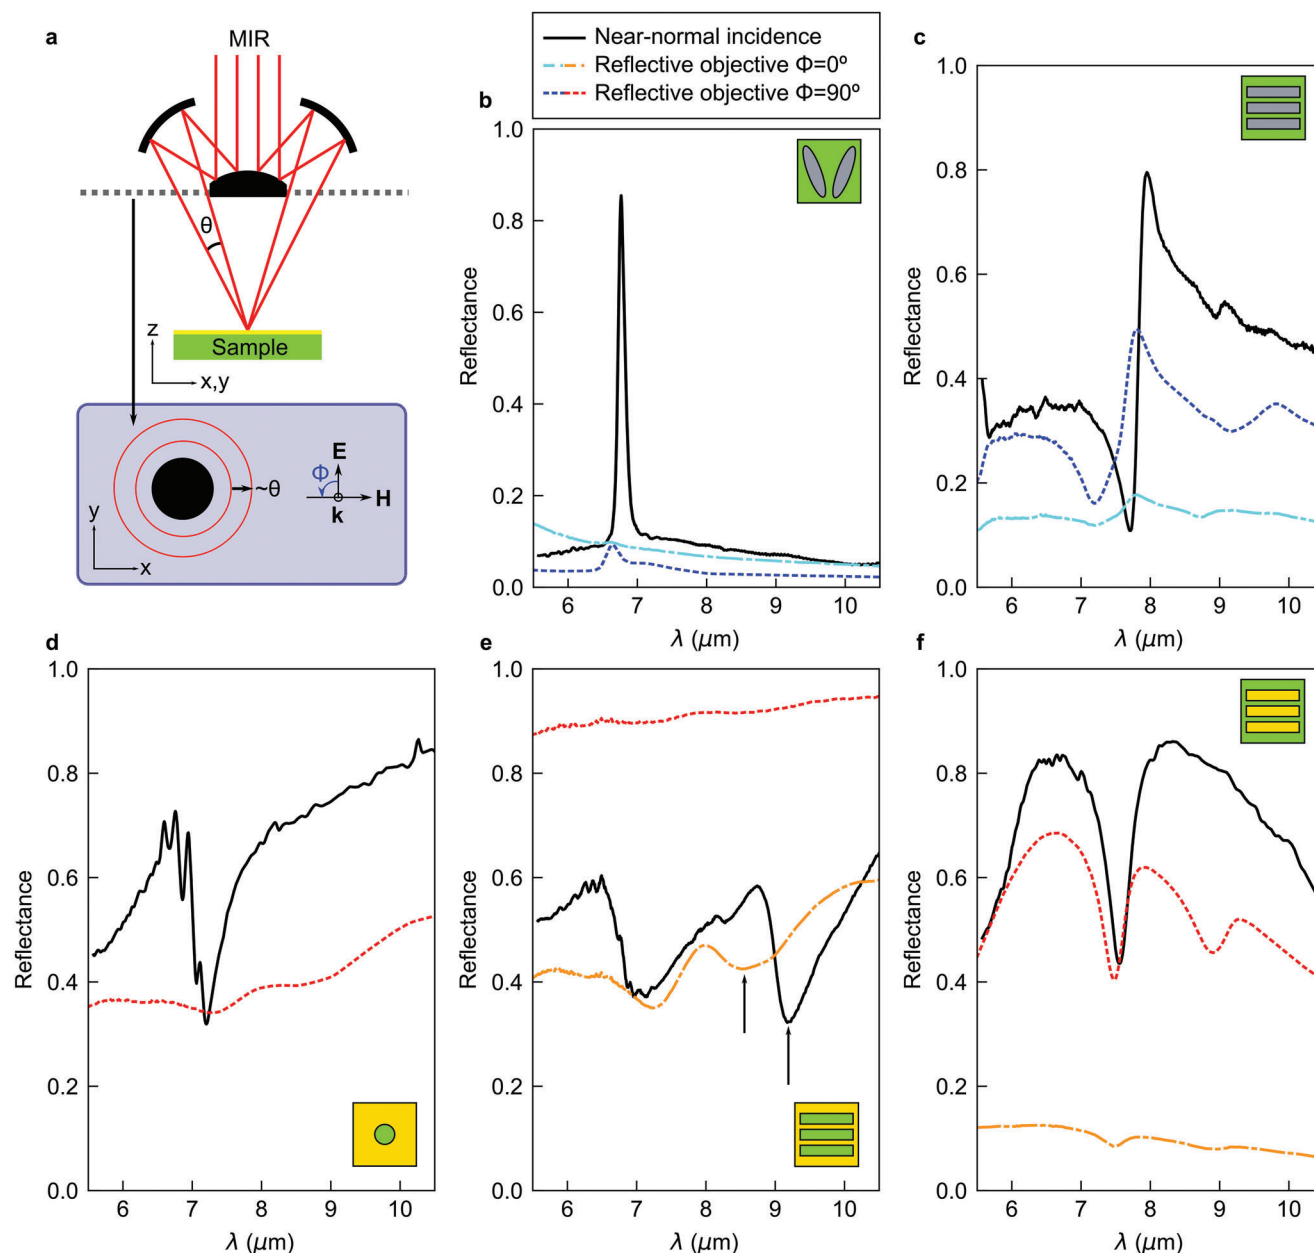 a
MIR
θ
z
Sample
x,y
Φ
E
H
k
~θ
y
x
Near-normal incidence
Reflective objective Φ=0º
Reflective objective Φ=90º
b
1.0
0.8
0.6
0.4
0.2
0.0
Reflectance
6 7 8 9 10
λ (μm)
c
1.0
0.8
0.6
0.4
0.2
0.0
Reflectance
6 7 8 9 10
λ (μm)
d
1.0
0.8
0.6
0.4
0.2
0.0
Reflectance
6 7 8 9 10
λ (μm)
e
1.0
0.8
0.6
0.4
0.2
0.0
Reflectance
6 7 8 9 10
λ (μm)
f
1.0
0.8
0.6
0.4
0.2
0.0
Reflectance
6 7 8 9 10
λ (μm)